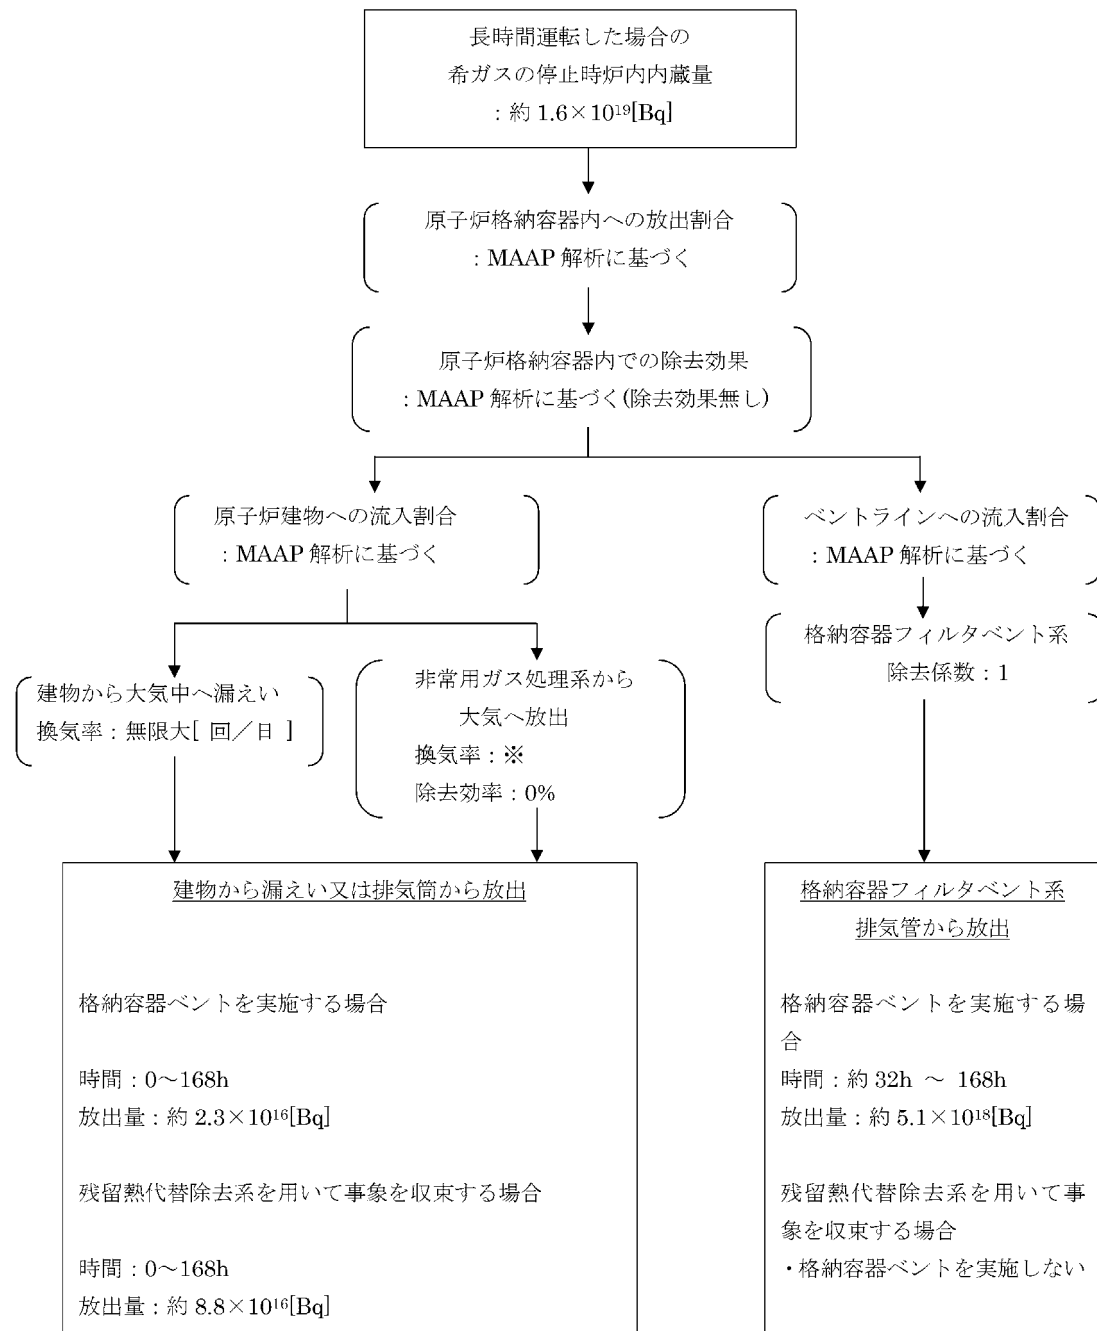 長時間運転した場合の
希ガスの停止時炉内内蔵量
：約 1.6×10¹⁹[Bq]
原子炉格納容器内への放出割合
：MAAP 解析に基づく
原子炉格納容器内での除去効果
：MAAP 解析に基づく(除去効果無し)
原子炉建物への流入割合
：MAAP 解析に基づく
ベントラインへの流入割合
：MAAP 解析に基づく
格納容器フィルタベント系
除去係数：1
建物から大気中へ漏えい
換気率：無限大[ 回／日 ]
非常用ガス処理系から
大気へ放出
換気率：※
除去効率：0%
建物から漏えい又は排気筒から放出
格納容器ベントを実施する場合
時間：0～168h
放出量：約 2.3×10¹⁶[Bq]
残留熱代替除去系を用いて事象を収束する場合
時間：0～168h
放出量：約 8.8×10¹⁶[Bq]
格納容器フィルタベント系
排気管から放出
格納容器ベントを実施する場
合
時間：約 32h ～ 168h
放出量：約 5.1×10¹⁸[Bq]
残留熱代替除去系を用いて事
象を収束する場合
・格納容器ベントを実施しない